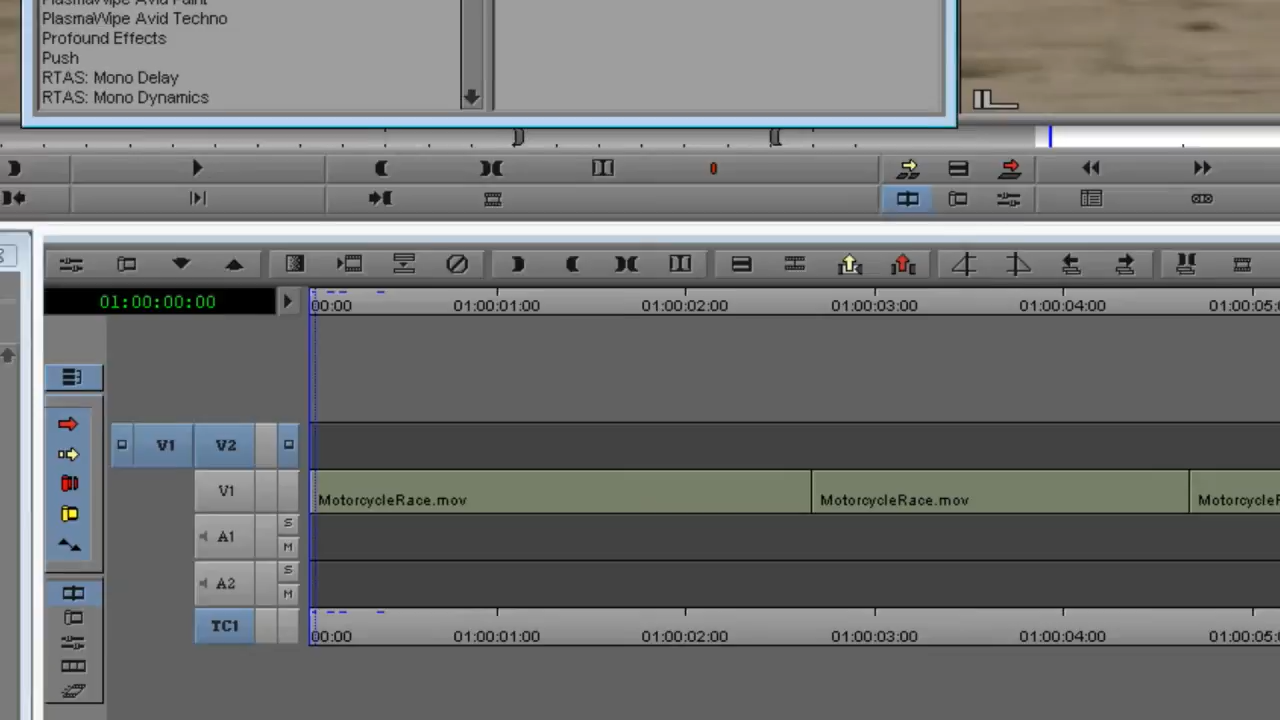 PlasmaWipe Avid Paint
PlasmaWipe Avid Techno
Profound Effects
Push
RTAS: Mono Delay
RTAS: Mono Dynamics
01:00:00:00
00:00 01:00:01:00 01:00:02:00 01:00:03:00 01:00:04:00 01:00:05:0
V1 V2
V1 MotorcycleRace.mov MotorcycleRace.mov MotorcycleR
A1 S
M
A2 S
M
TC1 00:00 01:00:01:00 01:00:02:00 01:00:03:00 01:00:04:00 01:00:05:0